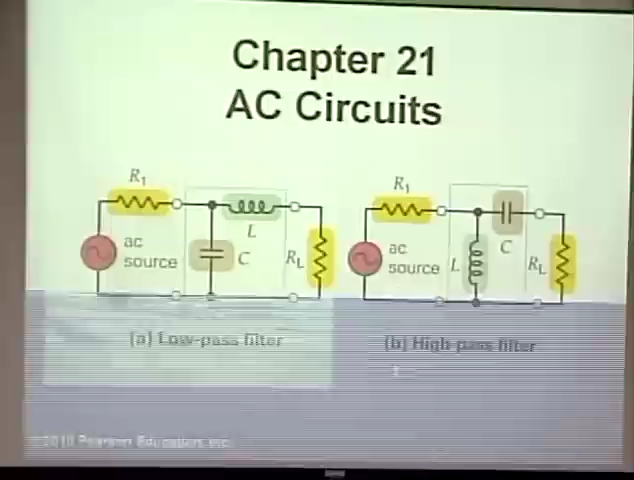 Chapter 21
AC Circuits
R1
ac
source
C
L
RL
R1
ac
source
L
C
RL
(a) Low-pass filter
(b) High-pass filter
©2010 Pearson Education, Inc.